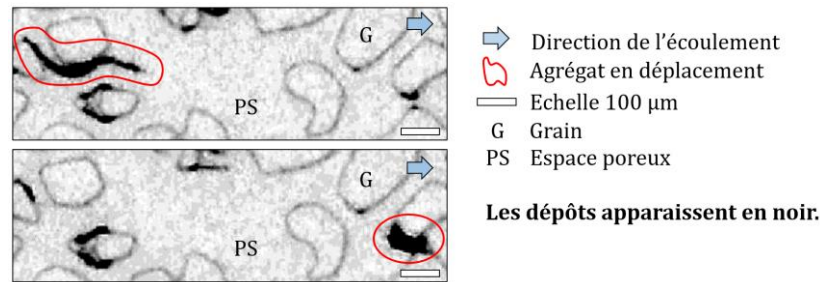 G
PS
G
PS
Direction de l’écoulement
Agrégat en déplacement
Echelle 100 µm
G Grain
PS Espace poreux
Les dépôts apparaissent en noir.